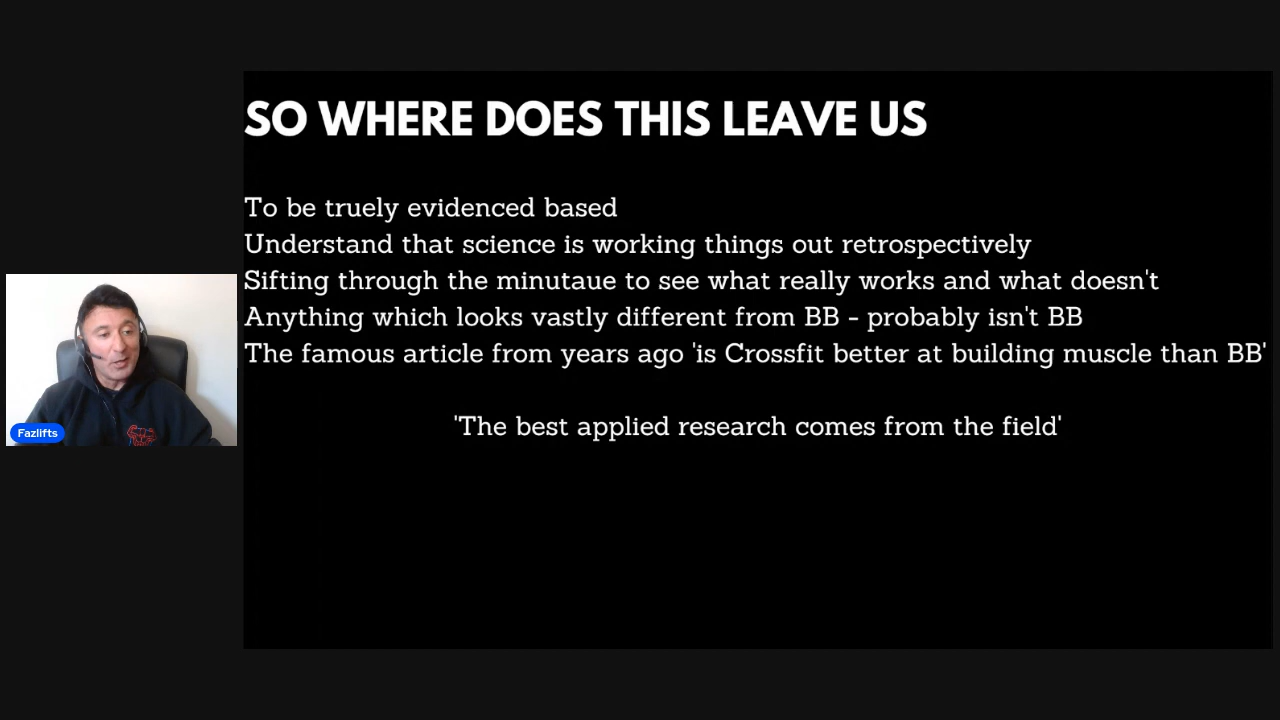 SO WHERE DOES THIS LEAVE US
To be truely evidenced based
Understand that science is working things out retrospectively
Sifting through the minutaue to see what really works and what doesn't
Anything which looks vastly different from BB - probably isn't BB
The famous article from years ago 'is Crossfit better at building muscle than BB'
'The best applied research comes from the field'
Fazlifts